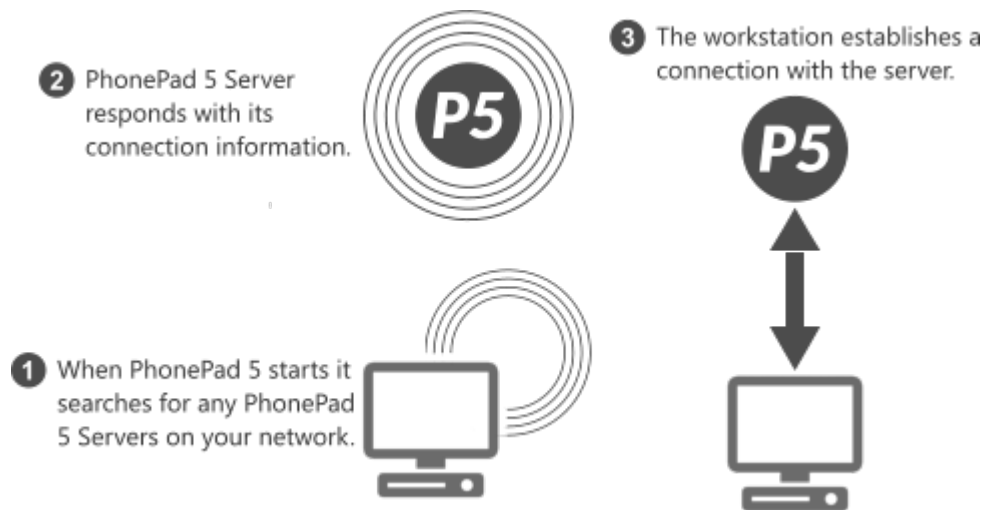 1 When PhonePad 5 starts it
searches for any PhonePad
5 Servers on your network.
2 PhonePad 5 Server
responds with its
connection information.
P5
3 The workstation establishes a
connection with the server.
P5